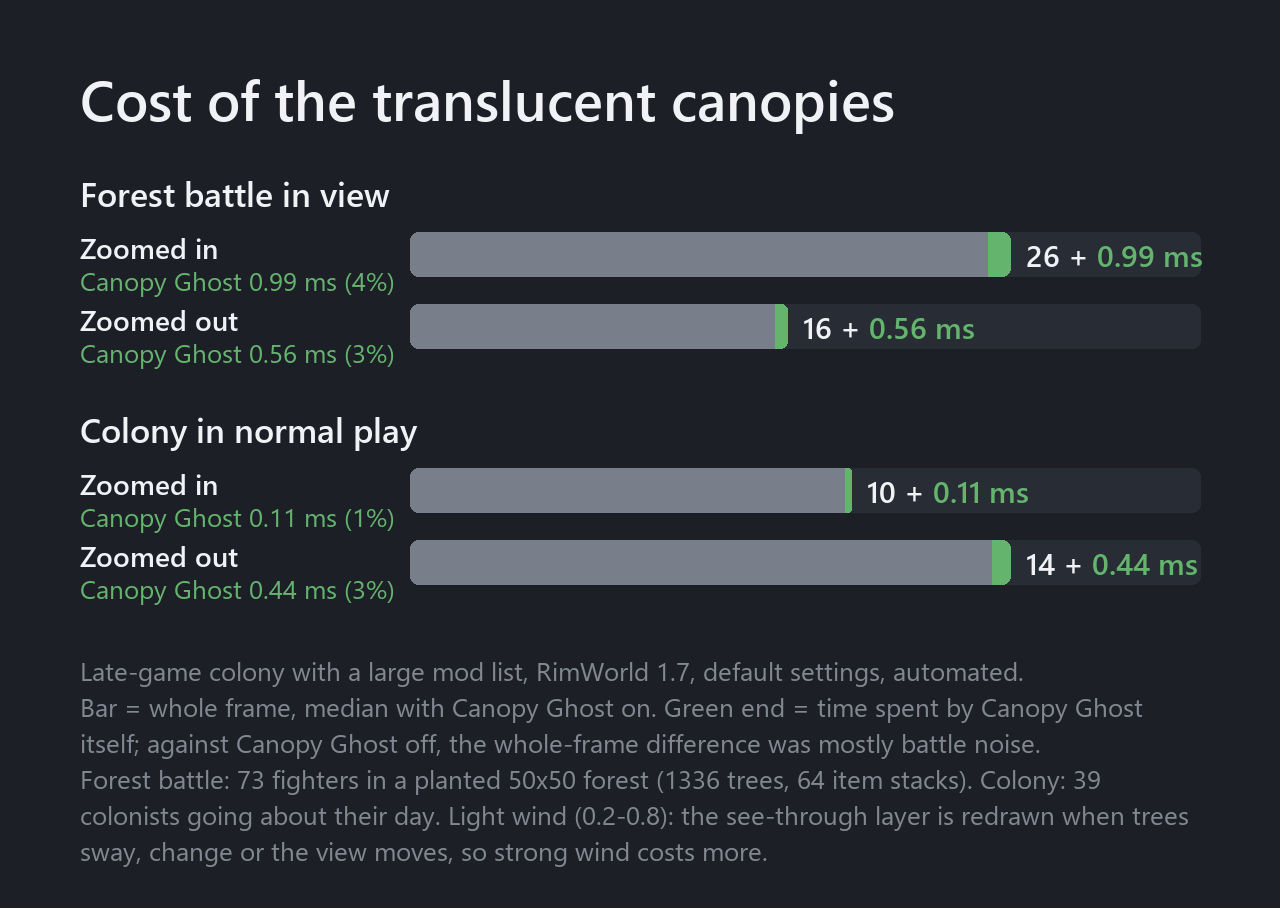 Cost of the translucent canopies
Forest battle in view
Zoomed in
Canopy Ghost 0.99 ms (4%)
26 + 0.99 ms
Zoomed out
Canopy Ghost 0.56 ms (3%)
16 + 0.56 ms
Colony in normal play
Zoomed in
Canopy Ghost 0.11 ms (1%)
10 + 0.11 ms
Zoomed out
Canopy Ghost 0.44 ms (3%)
14 + 0.44 ms
Late-game colony with a large mod list, RimWorld 1.7, default settings, automated.
Bar = whole frame, median with Canopy Ghost on. Green end = time spent by Canopy Ghost
itself; against Canopy Ghost off, the whole-frame difference was mostly battle noise.
Forest battle: 73 fighters in a planted 50x50 forest (1336 trees, 64 item stacks). Colony: 39
colonists going about their day. Light wind (0.2-0.8): the see-through layer is redrawn when trees
sway, change or the view moves, so strong wind costs more.